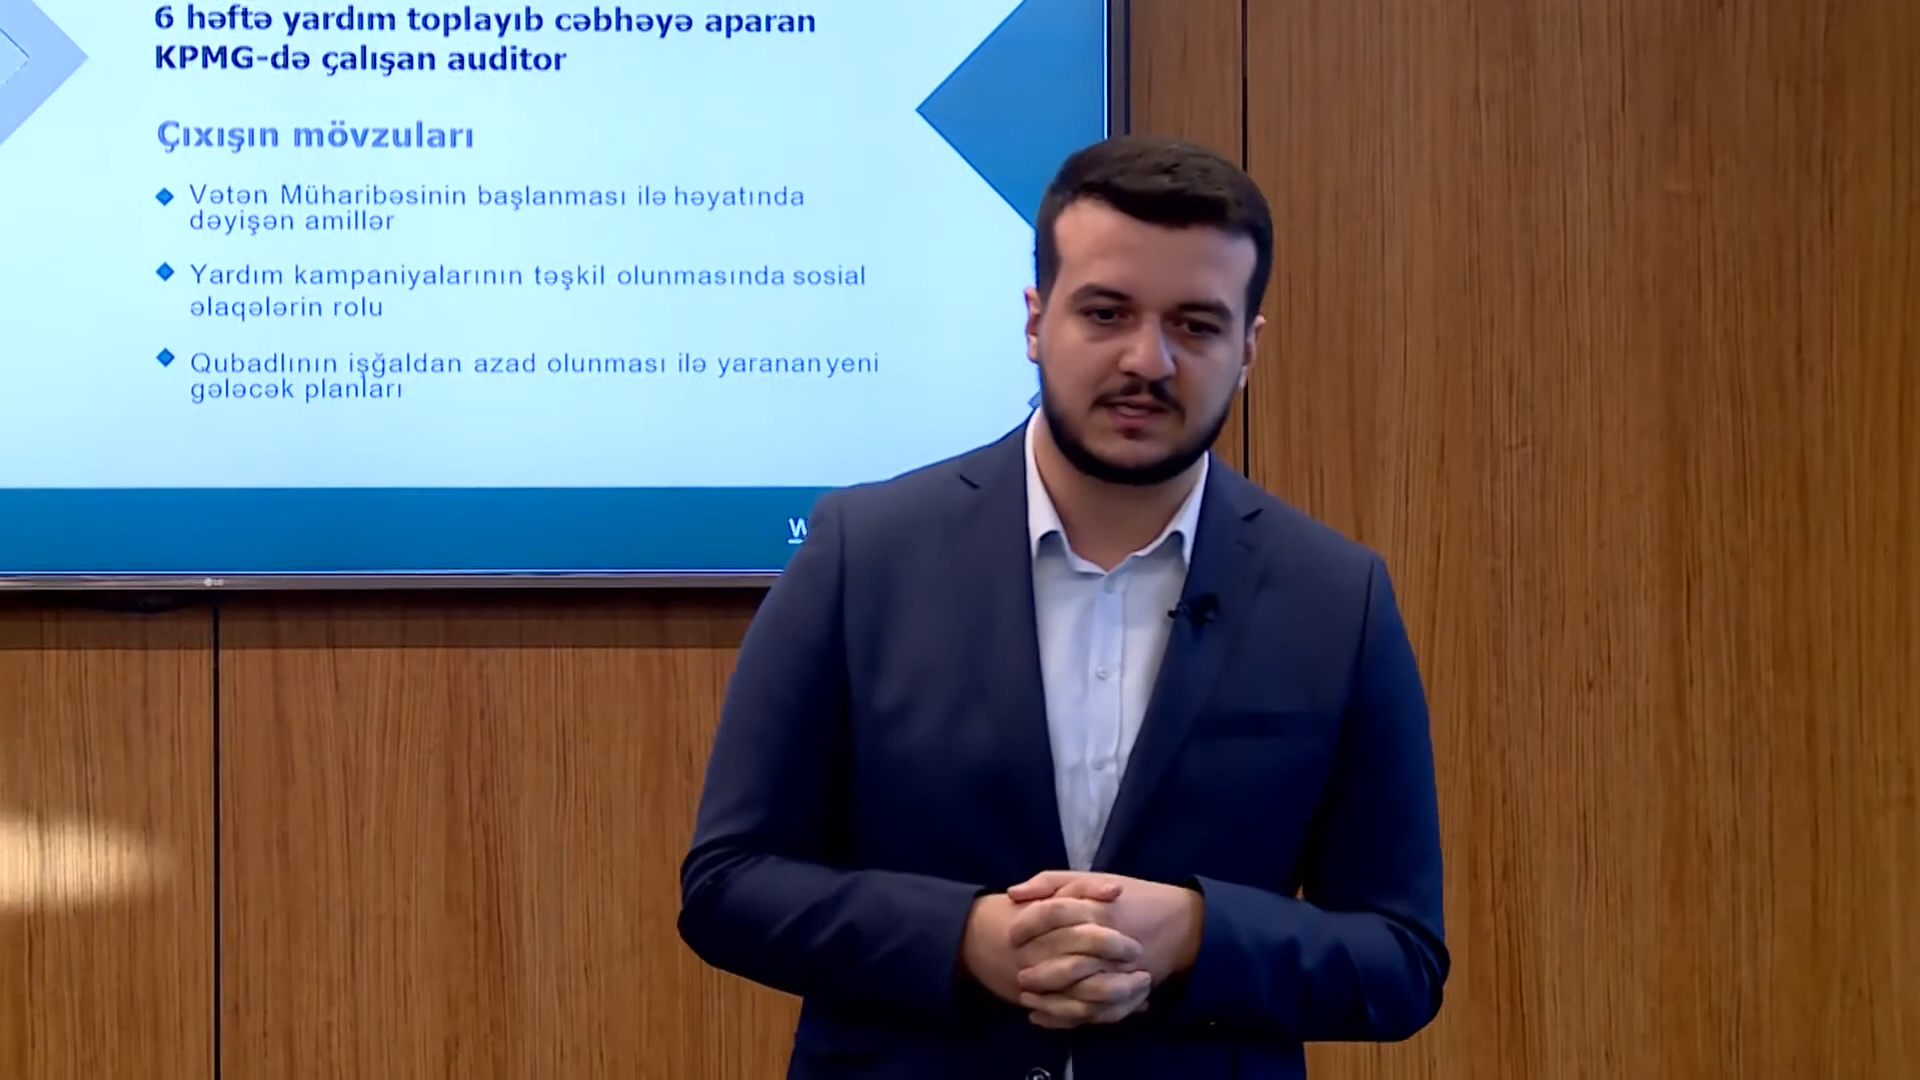 6 həftə yardım toplayıb cəbhəyə aparan
KPMG-də çalışan auditor
Çıxışın mövzuları
Vətən Müharibəsinin başlanması ilə həyatında
dəyişən amillər
Yardım kampaniyalarının təşkil olunmasında sosial
əlaqələrin rolu
Qubadlının işğaldan azad olunması ilə yaranan yeni
gələcək planları
W
LG